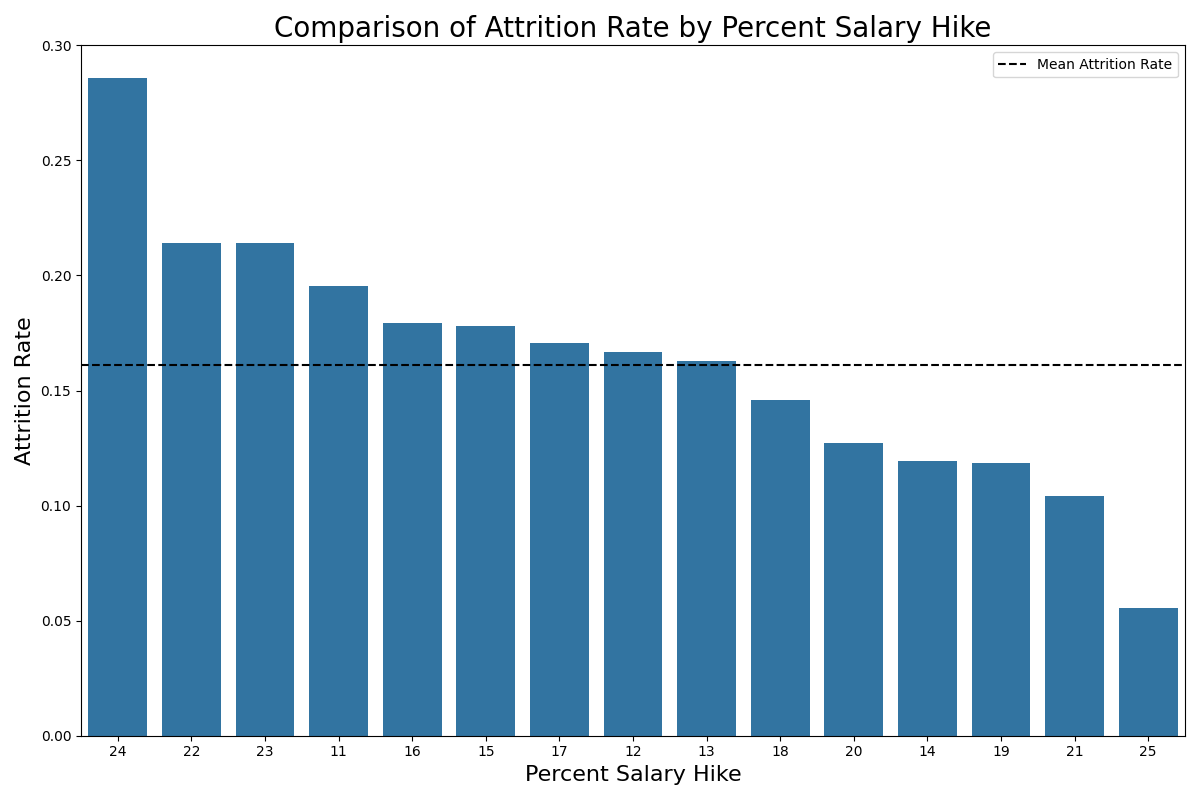 Comparison of Attrition Rate by Percent Salary Hike
Mean Attrition Rate
0.30
0.25
0.20
0.15
0.10
0.05
0.00
Attrition Rate
24 22 23 11 16 15 17 12 13 18 20 14 19 21 25
Percent Salary Hike